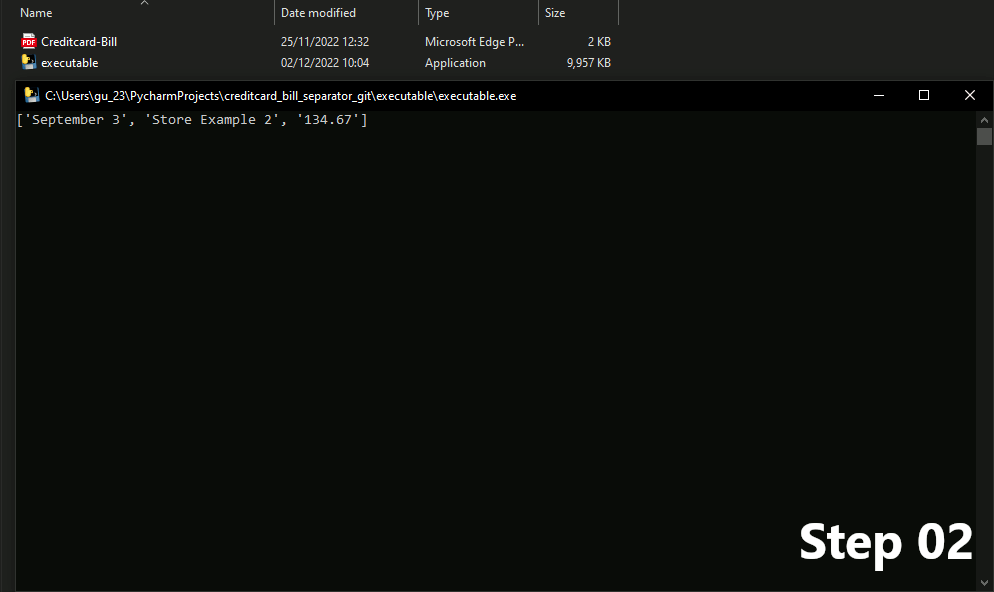 Name Date modified Type Size
PDF Creditcard-Bill 25/11/2022 12:32 Microsoft Edge P... 2 KB
executable 02/12/2022 10:04 Application 9,957 KB
C:\Users\gu_23\PycharmProjects\creditcard_bill_separator_git\executable\executable.exe
['September 3', 'Store Example 2', '134.67']
Step 02